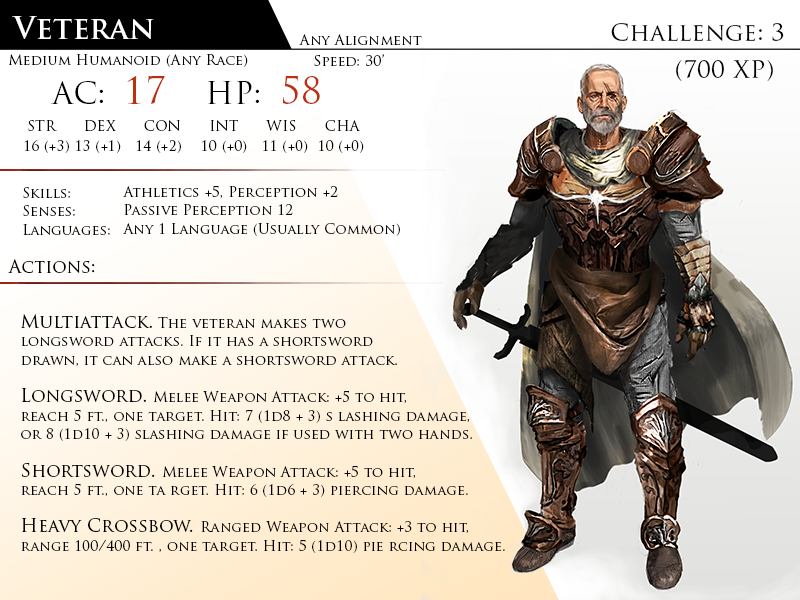 Veteran
Any Alignment
Challenge: 3
Medium Humanoid (Any Race)
Speed: 30'
(700 XP)
AC: 17 HP: 58
STR DEX CON INT WIS CHA
16 (+3) 13 (+1) 14 (+2) 10 (+0) 11 (+0) 10 (+0)
Skills: Athletics +5, Perception +2
Senses: Passive Perception 12
Languages: Any 1 Language (Usually Common)
Actions:
Multiattack. The veteran makes two
longsword attacks. If it has a shortsword
drawn, it can also make a shortsword attack.
Longsword. Melee Weapon Attack: +5 to hit,
reach 5 ft., one target. Hit: 7 (1d8 + 3) s lashing damage,
or 8 (1d10 + 3) slashing damage if used with two hands.
Shortsword. Melee Weapon Attack: +5 to hit,
reach 5 ft., one ta rget. Hit: 6 (1d6 + 3) piercing damage.
Heavy Crossbow. Ranged Weapon Attack: +3 to hit,
range 100/400 ft. , one target. Hit: 5 (1d10) pie rcing damage.